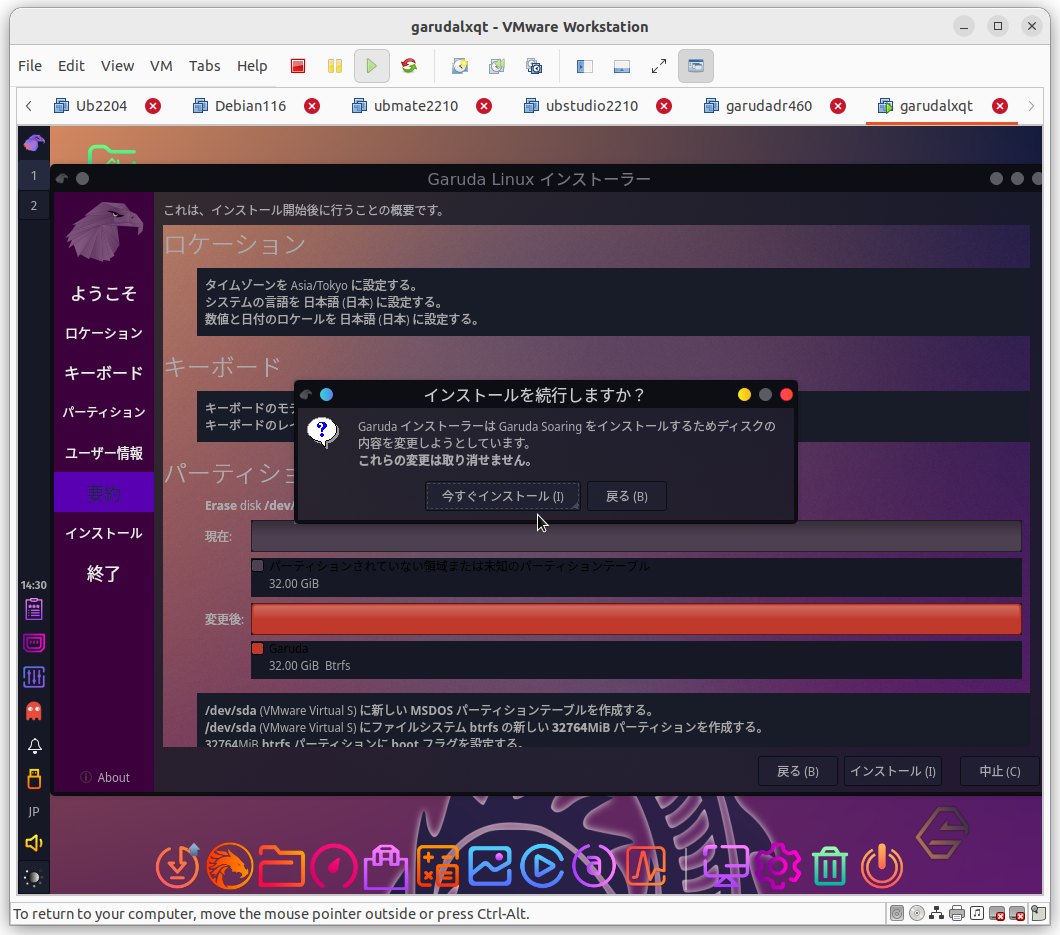 garudalxqt - VMware Workstation
File Edit View VM Tabs Help
Ub2204 Debian116 ubmate2210 ubstudio2210 garudadr460 garudalxqt
1
2
Garuda Linux インストーラー
これは、インストール開始後に行うことの概要です。
ロケーション
タイムゾーンを Asia/Tokyo に設定する。
システムの言語を 日本語 (日本) に設定する。
数値と日付のロケールを 日本語 (日本) に設定する。
キーボード
キーボードのモデ
キーボードのレイ
パーティショ
Erase disk /dev/
現在:
パーティションされていない領域または未知のパーティションテーブル
32.00 GiB
変更後:
Garuda
32.00 GiB Btrfs
/dev/sda (VMware Virtual S) に新しい MSDOS パーティションテーブルを作成する。
/dev/sda (VMware Virtual S) にファイルシステム btrfs の新しい 32764MiB パーティションを作成する。
32764MiB btrfs パーティションに boot フラグを設定する。
ようこそ
ロケーション
キーボード
パーティション
ユーザー情報
要約
インストール
終了
About
インストールを続行しますか？
Garuda インストーラーは Garuda Soaring をインストールするためディスクの
内容を変更しようとしています。
これらの変更は取り消せません。
今すぐインストール (I) 戻る (B)
戻る (B) インストール (I) 中止 (C)
14:30
JP
To return to your computer, move the mouse pointer outside or press Ctrl-Alt.